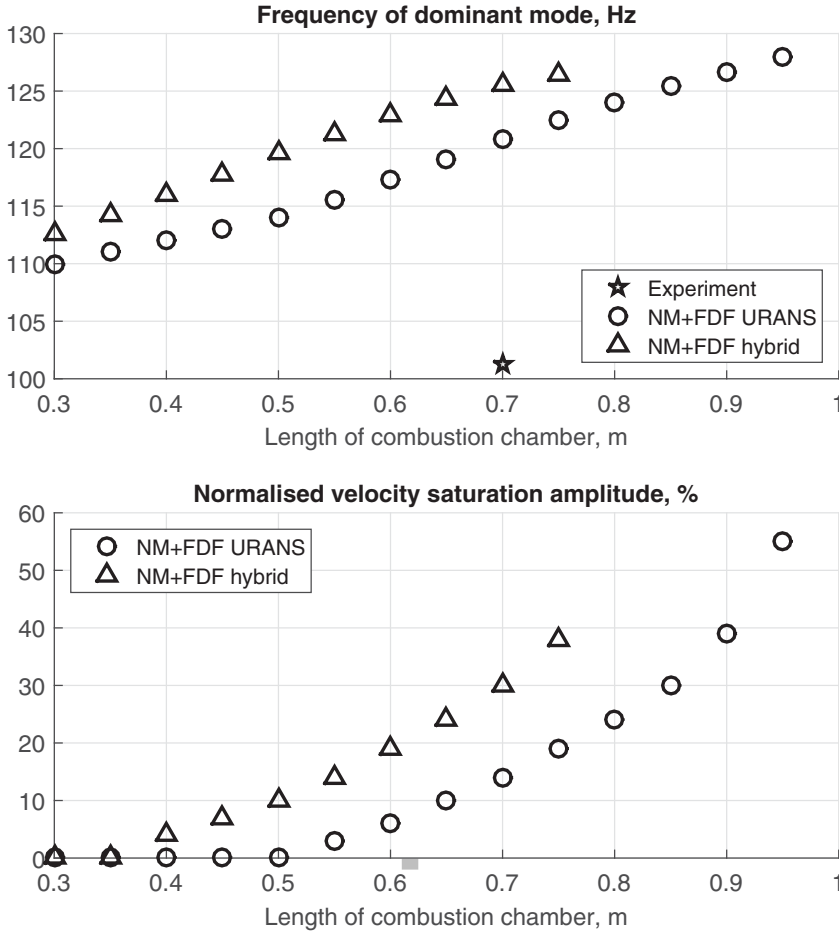 Frequency of dominant mode, Hz
130
125
120
115
110
105
100
Experiment
NM+FDF URANS
NM+FDF hybrid
0.3 0.4 0.5 0.6 0.7 0.8 0.9 1
Length of combustion chamber, m
Normalised velocity saturation amplitude, %
60
50
40
30
20
10
0
NM+FDF URANS
NM+FDF hybrid
0.3 0.4 0.5 0.6 0.7 0.8 0.9 1
Length of combustion chamber, m